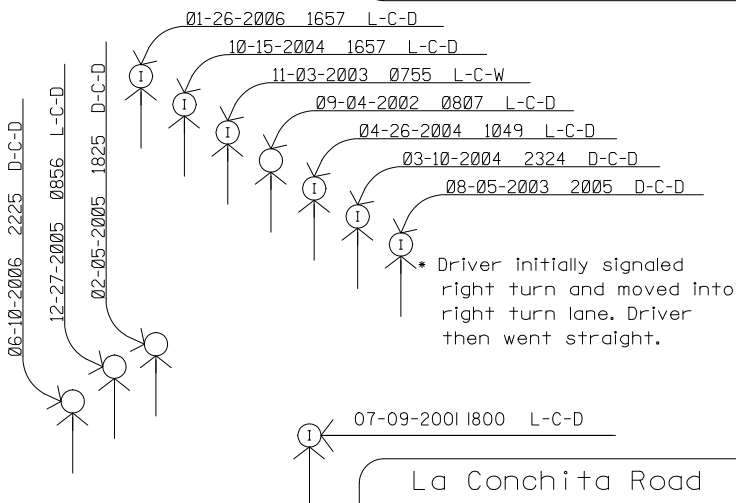 01-26-2006 1657 L-C-D
10-15-2004 1657 L-C-D
11-03-2003 0755 L-C-W
09-04-2002 0807 L-C-D
04-26-2004 1049 L-C-D
03-10-2004 2324 D-C-D
08-05-2003 2005 D-C-D
06-10-2006 2225 D-C-D
12-27-2005 0856 L-C-D
02-05-2005 1825 D-C-D
I
I
I
I
I
I
* Driver initially signaled
right turn and moved into
right turn lane. Driver
then went straight.
07-09-2001 1800 L-C-D
I
La Conchita Road